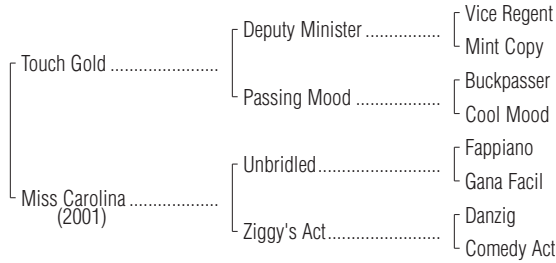 Vice Regent
Deputy Minister ................
Mint Copy
Touch Gold .......................
Buckpasser
Passing Mood ..................
Cool Mood
Fappiano
Unbridled.......................
Gana Facil
Miss Carolina ...................
(2001)
Danzig
Ziggy's Act.....................
Comedy Act